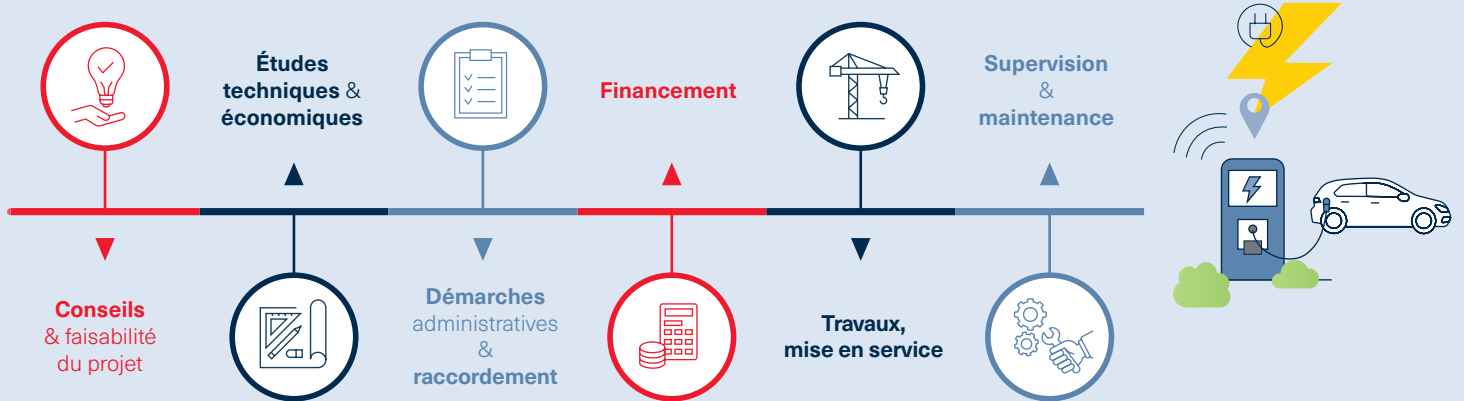 Conseils
& faisabilité
du projet
Études
techniques &
économiques
Démarches
administratives
&
raccordement
Financement
Travaux,
mise en service
Supervision
&
maintenance